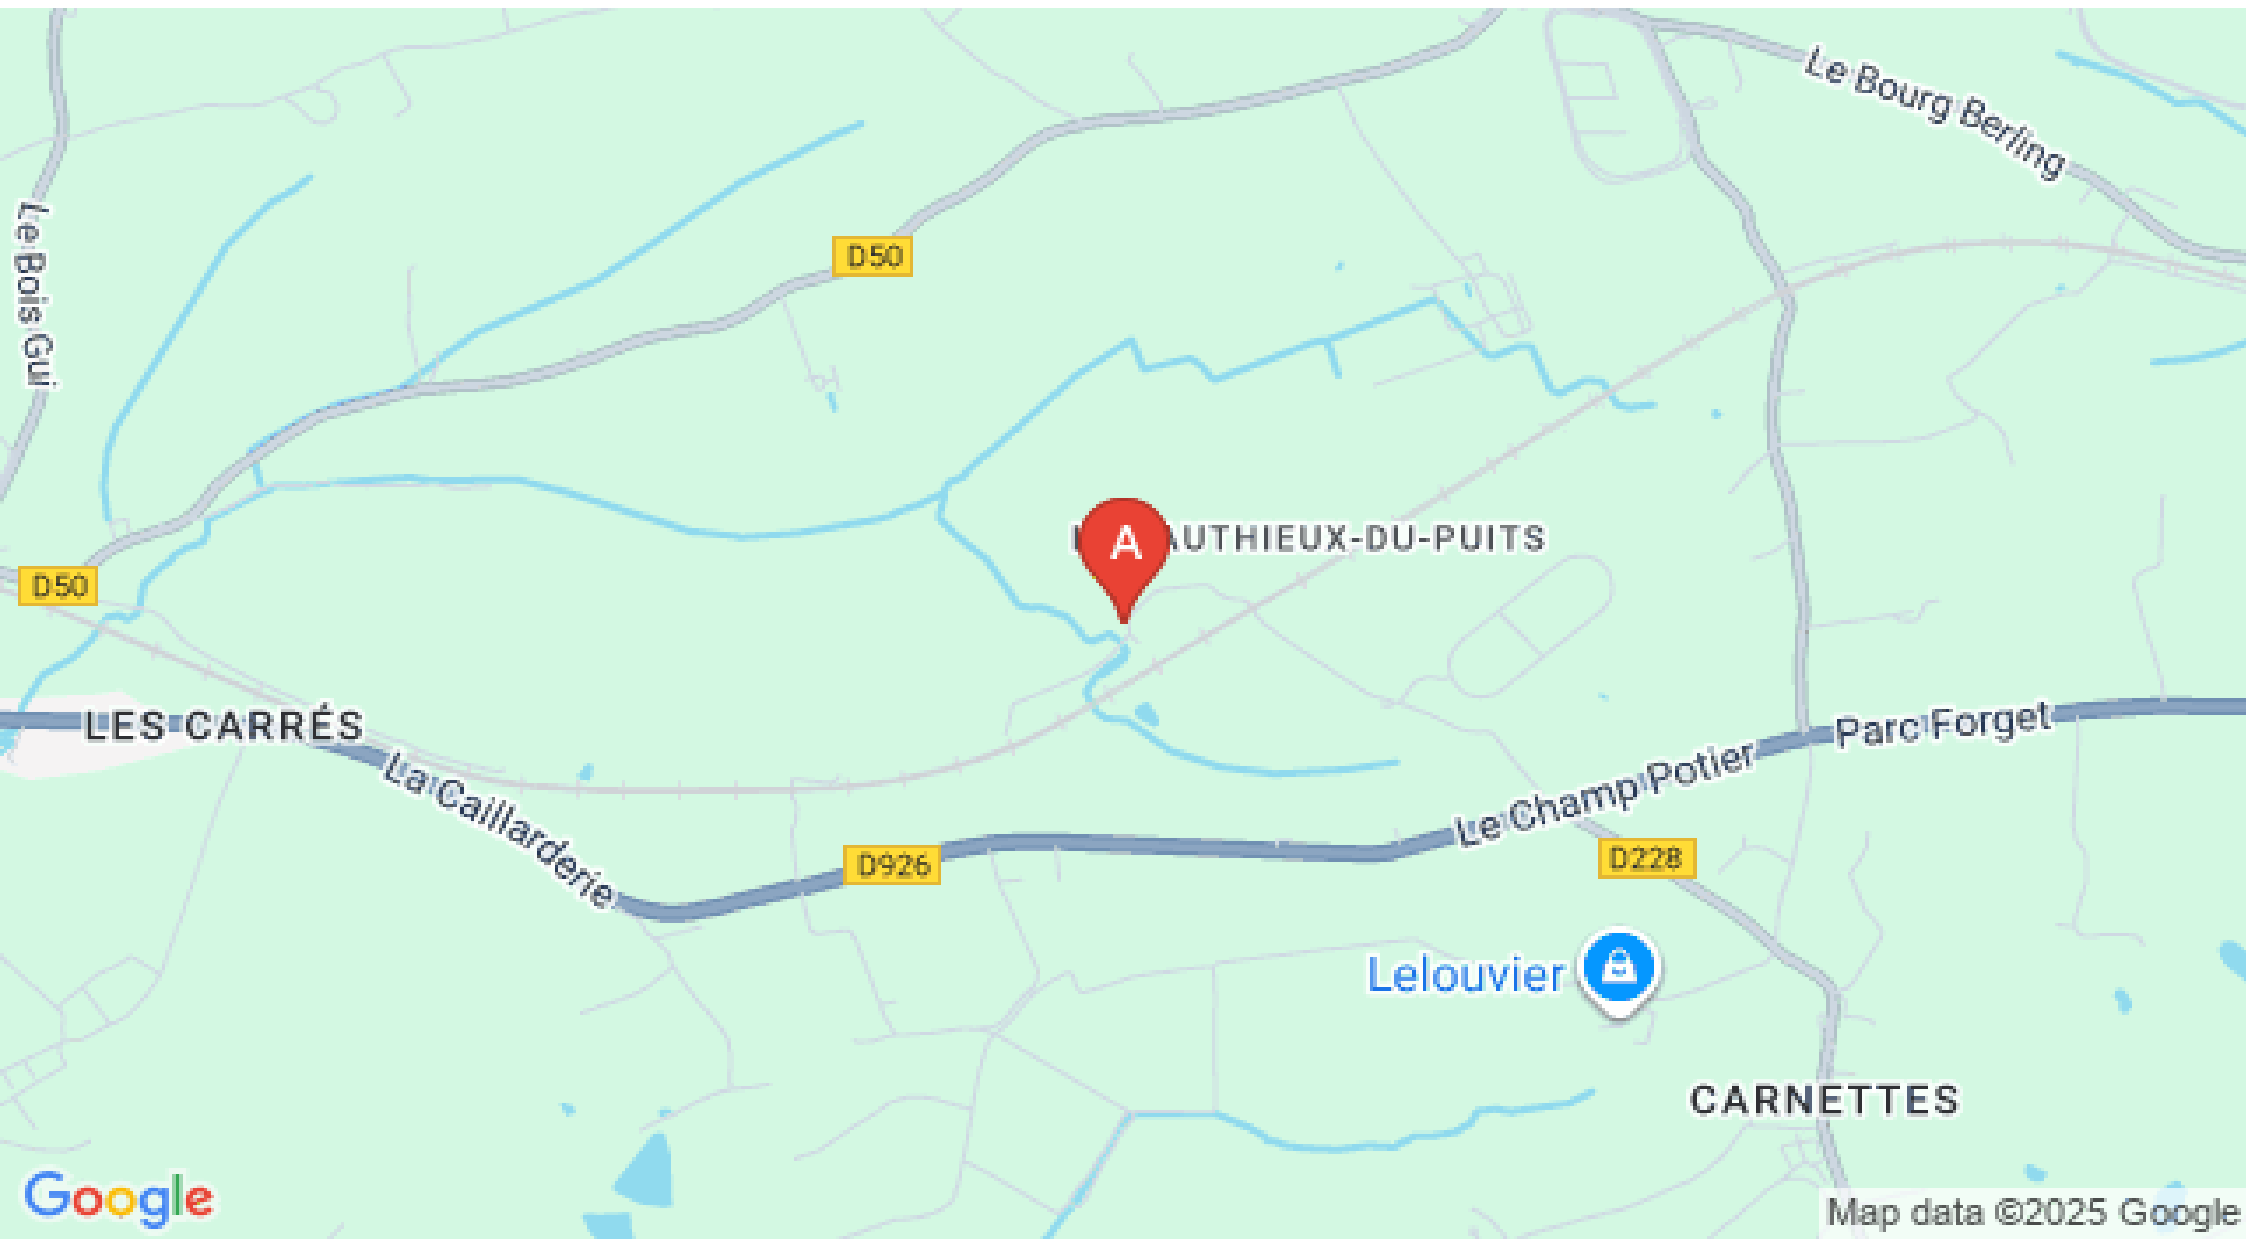 Le Bourg Berling
Le Bois Gui
D50
A
AUTHIEUX-DU-PUITS
D50
LES CARRÉS
Parc Forget
La Caillarderie
Le Champ Potier
D926
D228
Lelouvier
CARNETTES
Google
Map data ©2025 Google